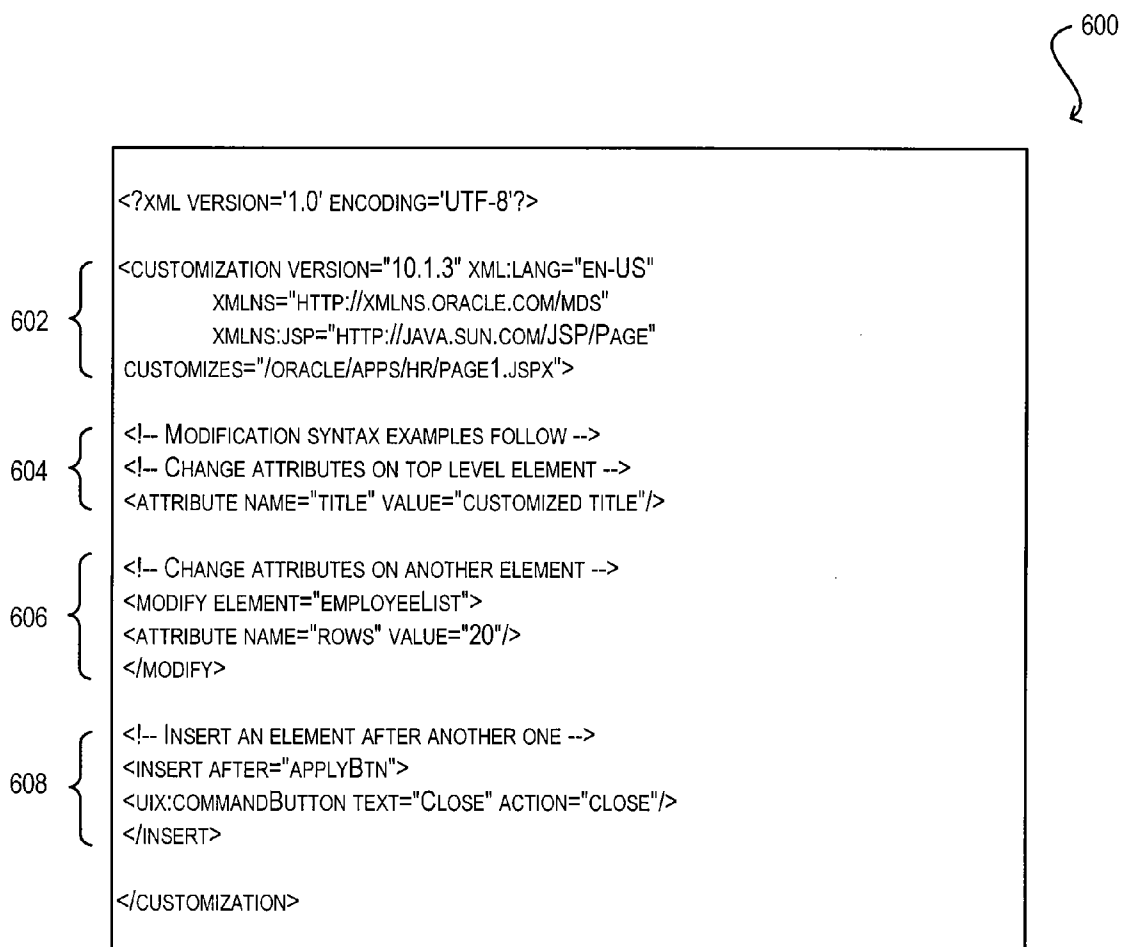 600
<?XML VERSION='1.0' ENCODING='UTF-8'?>
602
<CUSTOMIZATION VERSION="10.1.3" XML:LANG="EN-US"
XMLNS="HTTP://XMLNS.ORACLE.COM/MDS"
XMLNS:JSP="HTTP://JAVA.SUN.COM/JSP/PAGE"
CUSTOMIZES="/ORACLE/APPS/HR/PAGE1.JSPX">
604
<!-- MODIFICATION SYNTAX EXAMPLES FOLLOW -->
<!-- CHANGE ATTRIBUTES ON TOP LEVEL ELEMENT -->
<ATTRIBUTE NAME="TITLE" VALUE="CUSTOMIZED TITLE"/>
606
<!-- CHANGE ATTRIBUTES ON ANOTHER ELEMENT -->
<MODIFY ELEMENT="EMPLOYEELIST">
<ATTRIBUTE NAME="ROWS" VALUE="20"/>
</MODIFY>
608
<!-- INSERT AN ELEMENT AFTER ANOTHER ONE -->
<INSERT AFTER="APPLYBTN">
<UIX:COMMANDBUTTON TEXT="CLOSE" ACTION="CLOSE"/>
</INSERT>
</CUSTOMIZATION>